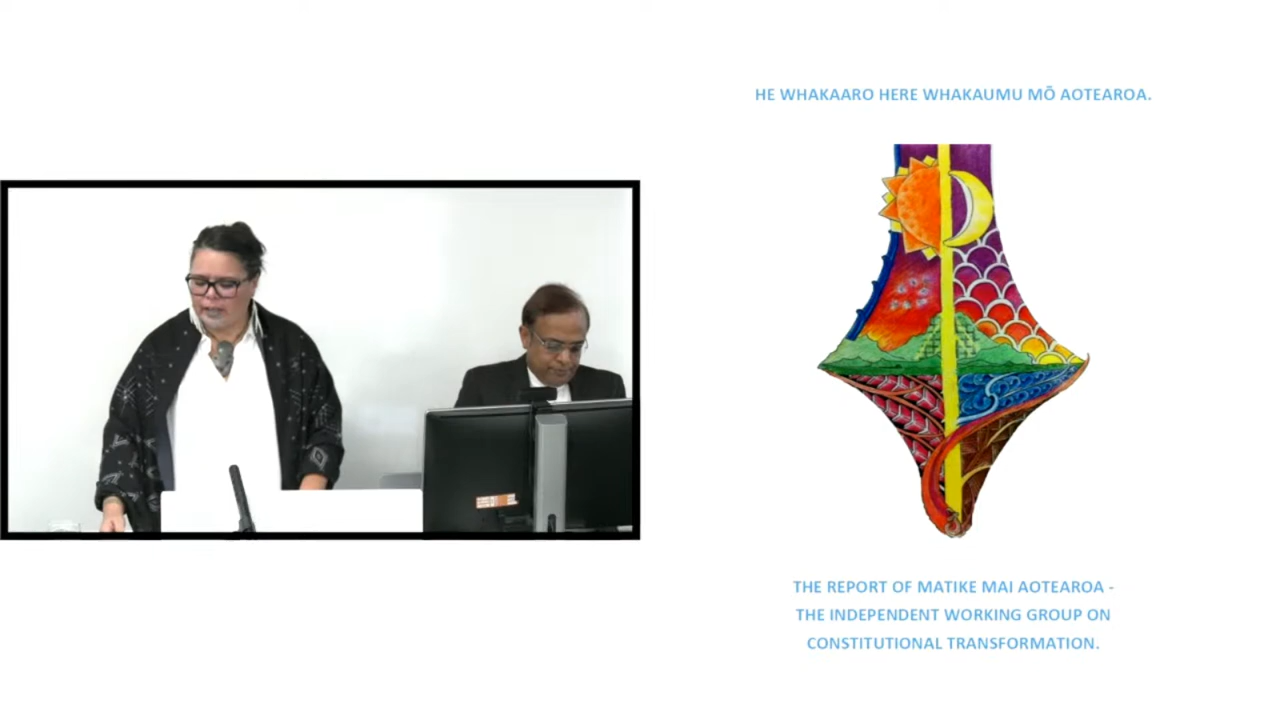 HE WHAKAARO HERE WHAKAUMU MŌ AOTEAROA.
THE REPORT OF MATIKE MAI AOTEAROA -
THE INDEPENDENT WORKING GROUP ON
CONSTITUTIONAL TRANSFORMATION.